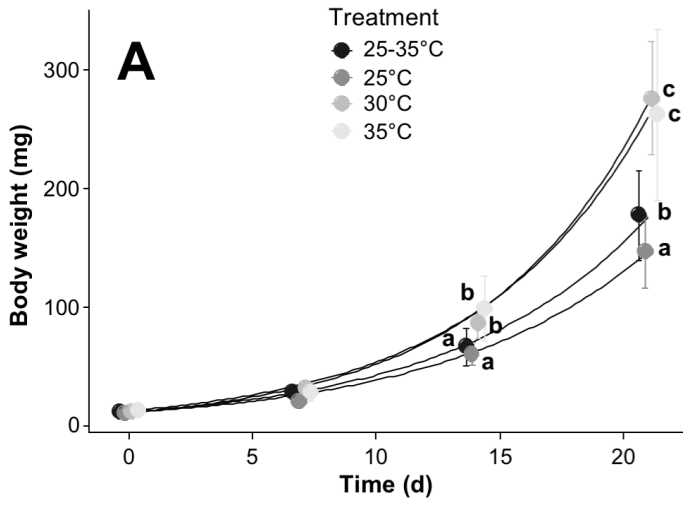 A
Treatment
25-35°C
25°C
30°C
35°C
Body weight (mg)
300
200
100
0
c
c
b
a
b
b
a
a
0 5 10 15 20
Time (d)